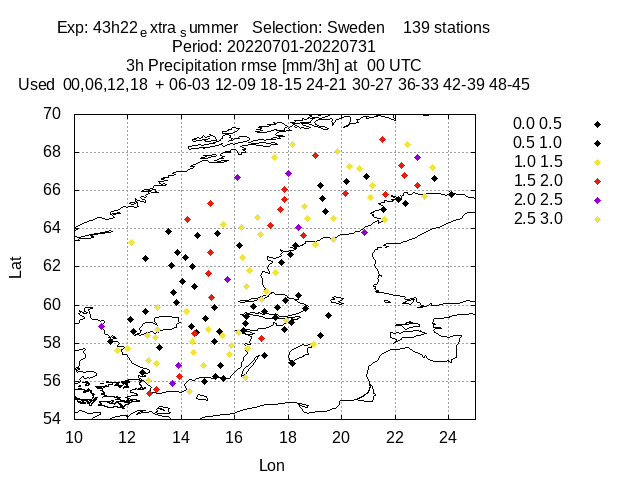 Exp: 43h22extrasummer Selection: Sweden 139 stations
Period: 20220701-20220731
3h Precipitation rmse [mm/3h] at 00 UTC
Used 00,06,12,18 + 06-03 12-09 18-15 24-21 30-27 36-33 42-39 48-45
70
68
66
64
62
60
58
56
54
Lat
10 12 14 16 18 20 22 24
Lon
0.0 0.5
0.5 1.0
1.0 1.5
1.5 2.0
2.0 2.5
2.5 3.0